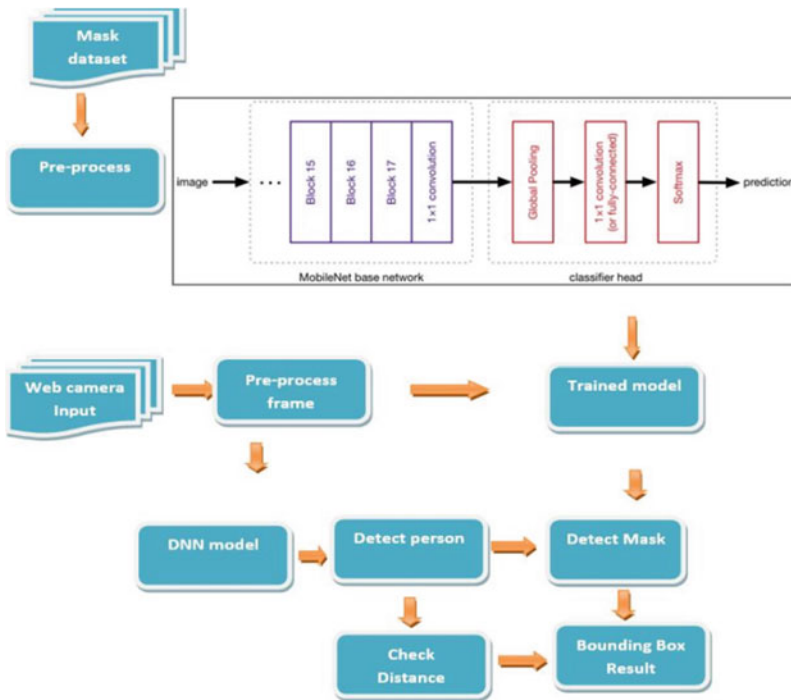 Mask
dataset
Pre-process
image
...
Block 15
Block 16
Block 17
1×1 convolution
MobileNet base network
Global Pooling
1×1 convolution
(or fully-connected)
Softmax
classifier head
prediction
Web camera
Input
Pre-process
frame
Trained model
DNN model
Detect person
Detect Mask
Check
Distance
Bounding Box
Result